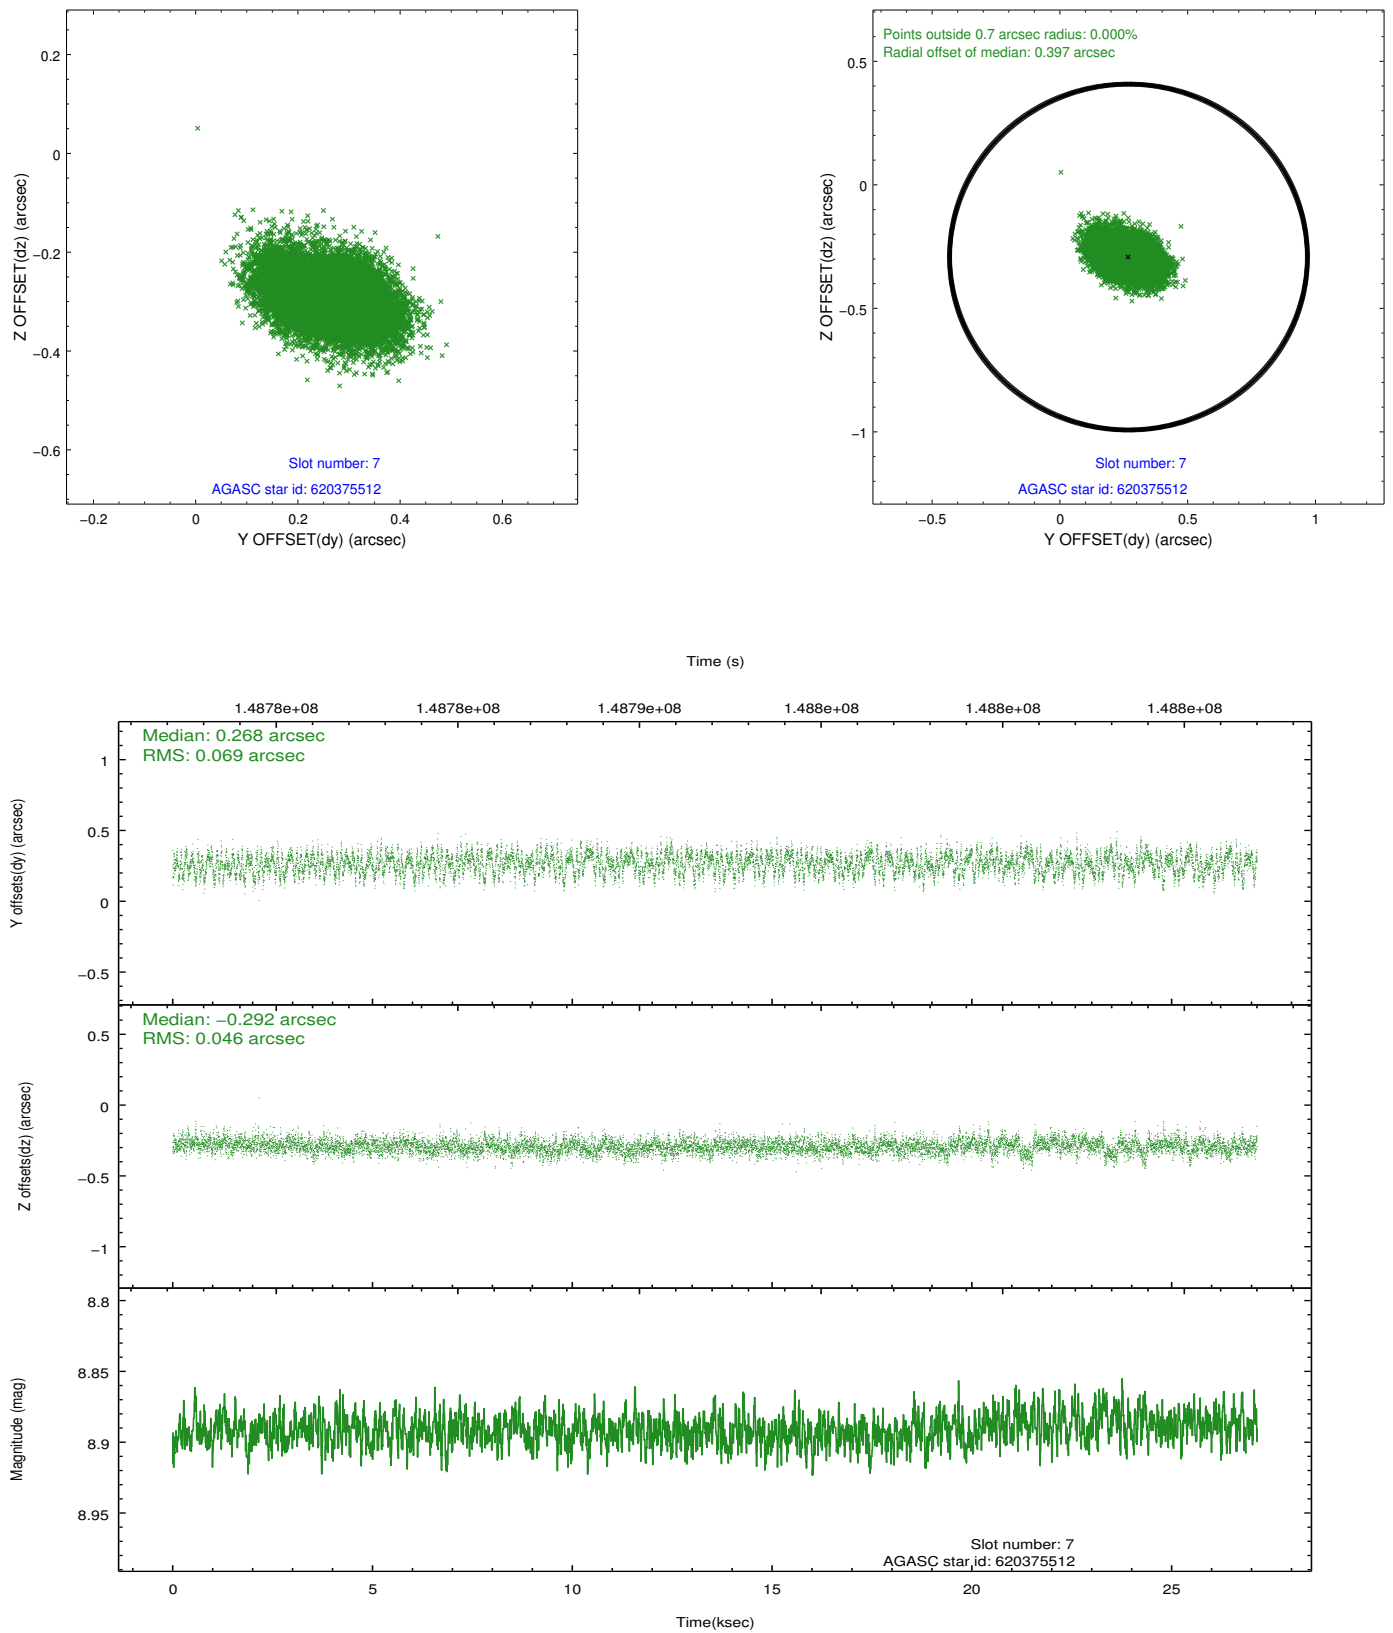 0.2
0
−0.2
−0.4
−0.6
Z OFFSET(dz) (arcsec)
Slot number: 7
AGASC star id: 620375512
−0.2 0 0.2 0.4 0.6
Y OFFSET(dy) (arcsec)
Points outside 0.7 arcsec radius: 0.000%
Radial offset of median: 0.397 arcsec
0.5
0
−0.5
−1
Z OFFSET(dz) (arcsec)
Slot number: 7
AGASC star id: 620375512
−0.5 0 0.5 1
Y OFFSET(dy) (arcsec)
Time (s)
1.4878e+08 1.4878e+08 1.4879e+08 1.488e+08 1.488e+08 1.488e+08
Median: 0.268 arcsec
RMS: 0.069 arcsec
1
0.5
0
−0.5
Y offsets(dy) (arcsec)
Median: −0.292 arcsec
RMS: 0.046 arcsec
0.5
0
−0.5
−1
Z offsets(dz) (arcsec)
8.8
8.85
8.9
8.95
Magnitude (mag)
Slot number: 7
AGASC star id: 620375512
0 5 10 15 20 25
Time(ksec)